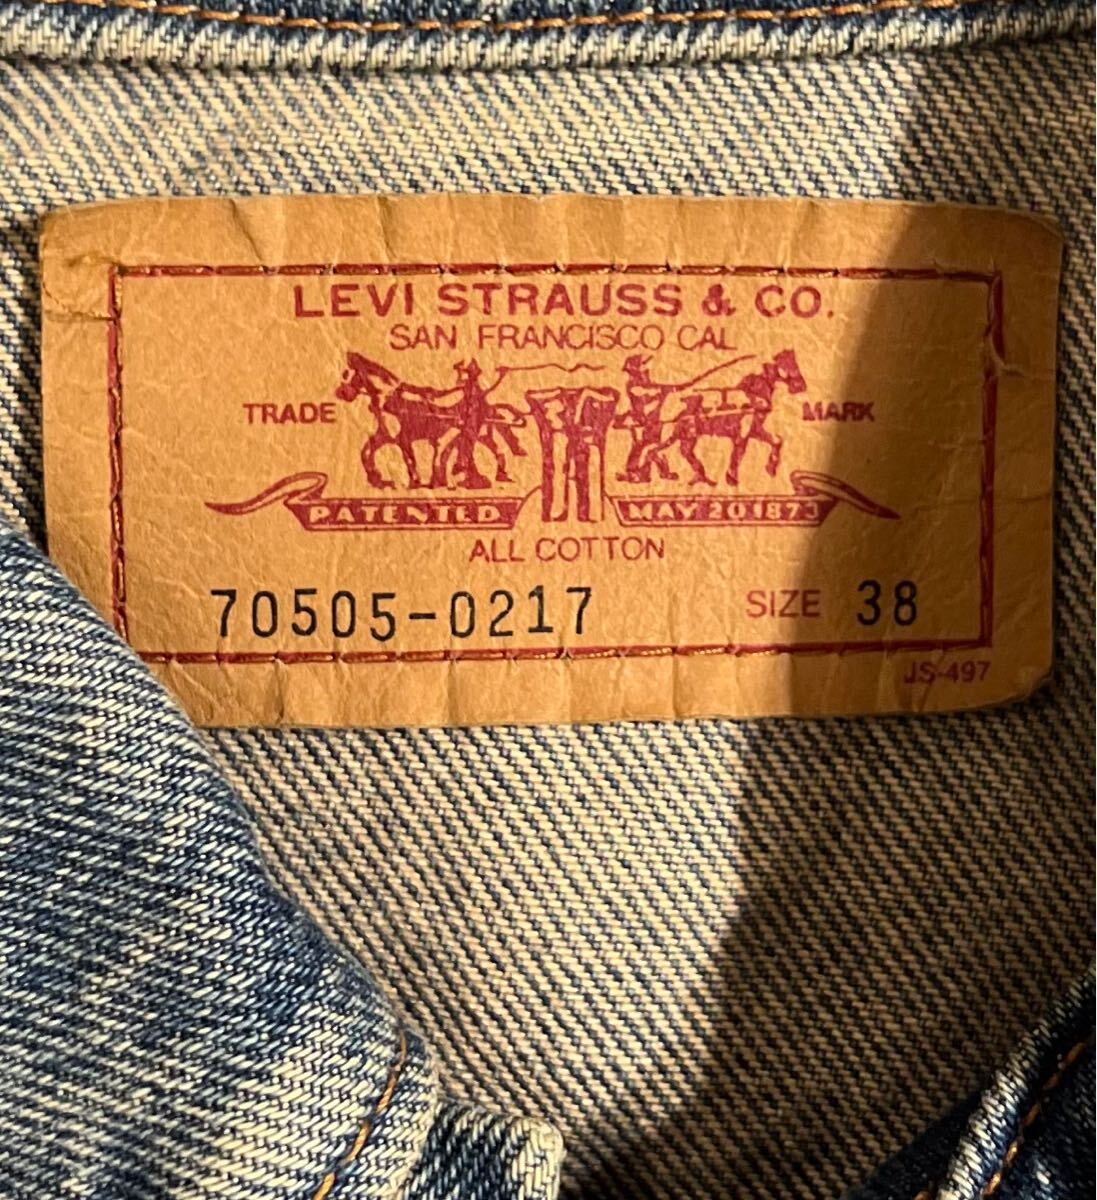 LEVI STRAUSS & CO.
SAN FRANCISCO CAL
TRADE MARK
PATENTED MAY 20 1873
ALL COTTON
70505-0217 SIZE 38
JS-497